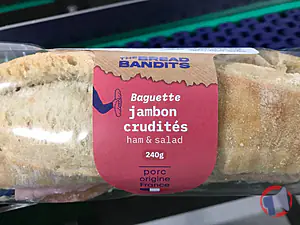 THE BREAD
BANDITS
Baguette
jambon
crudités
ham & salad
240g
porc
origine
France